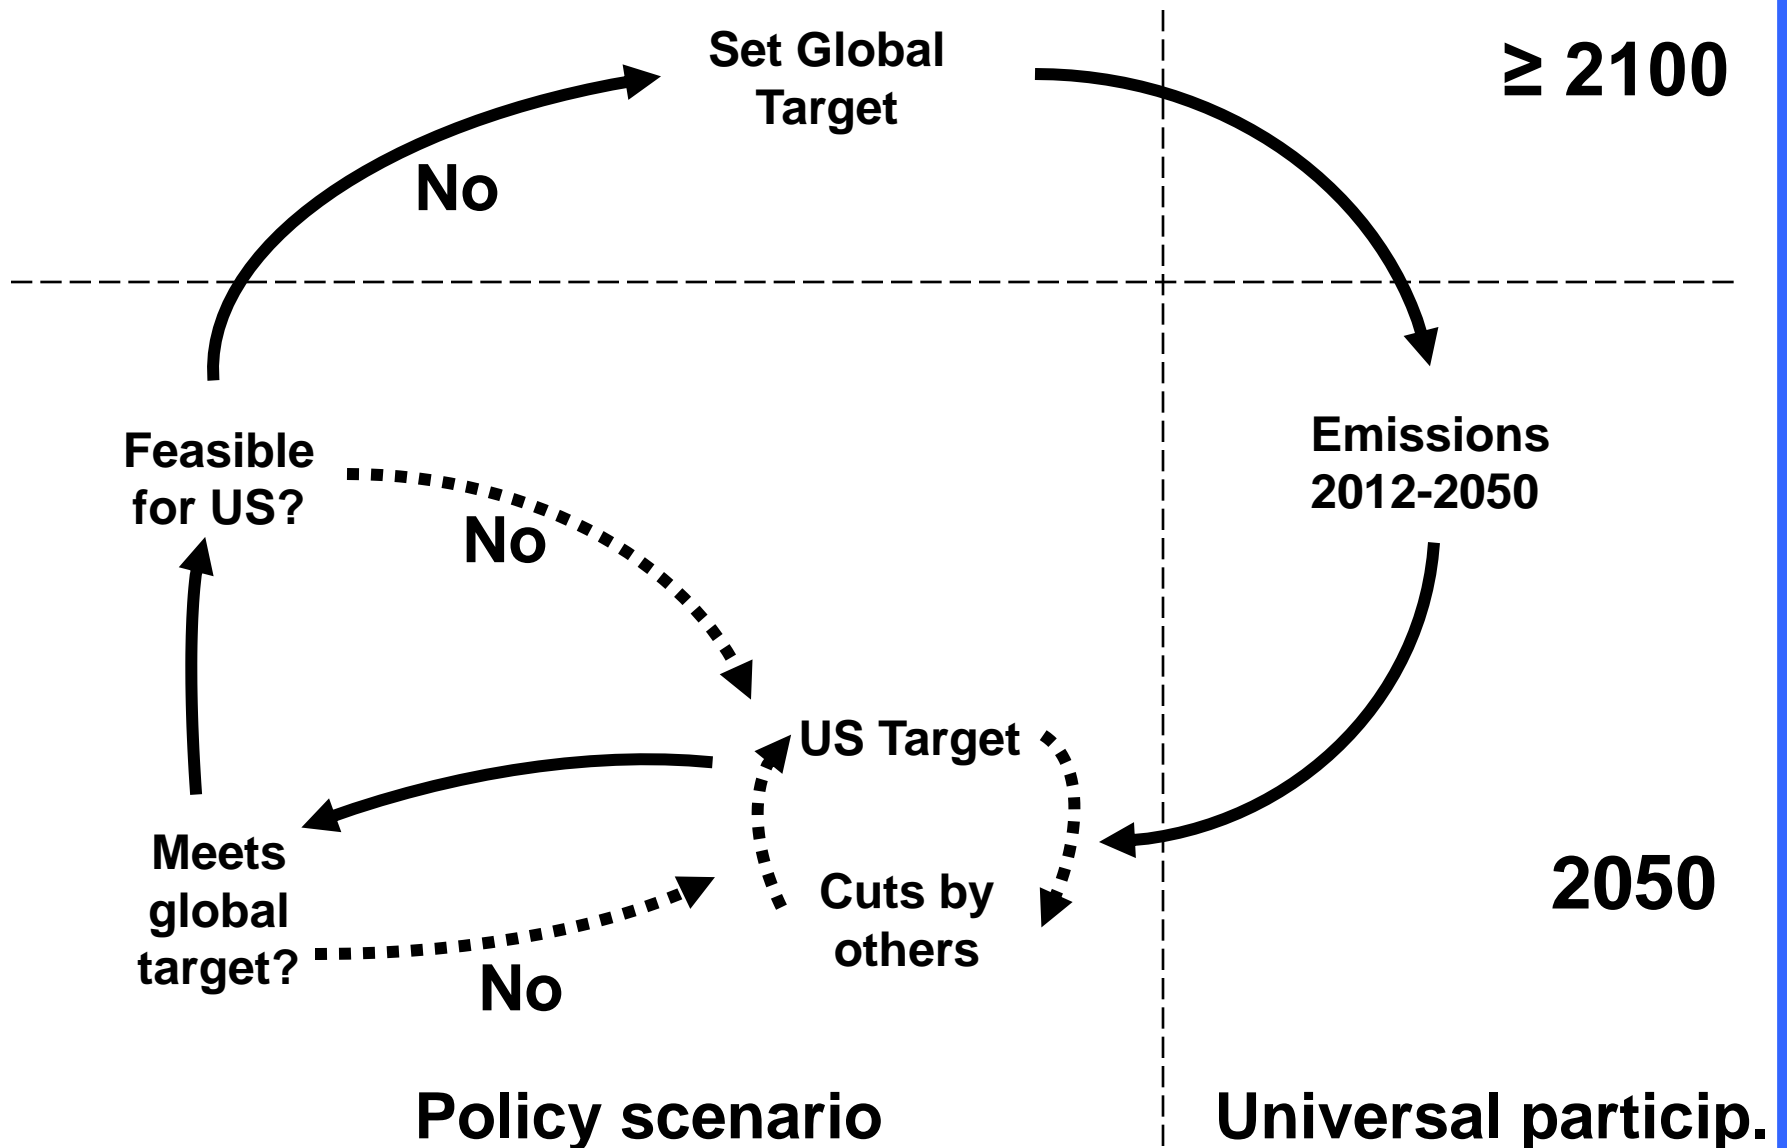 Set Global
Target
≥ 2100
No
Feasible
for US?
Emissions
2012-2050
No
US Target
Meets
global
target?
Cuts by
others
2050
No
Policy scenario
Universal particip.